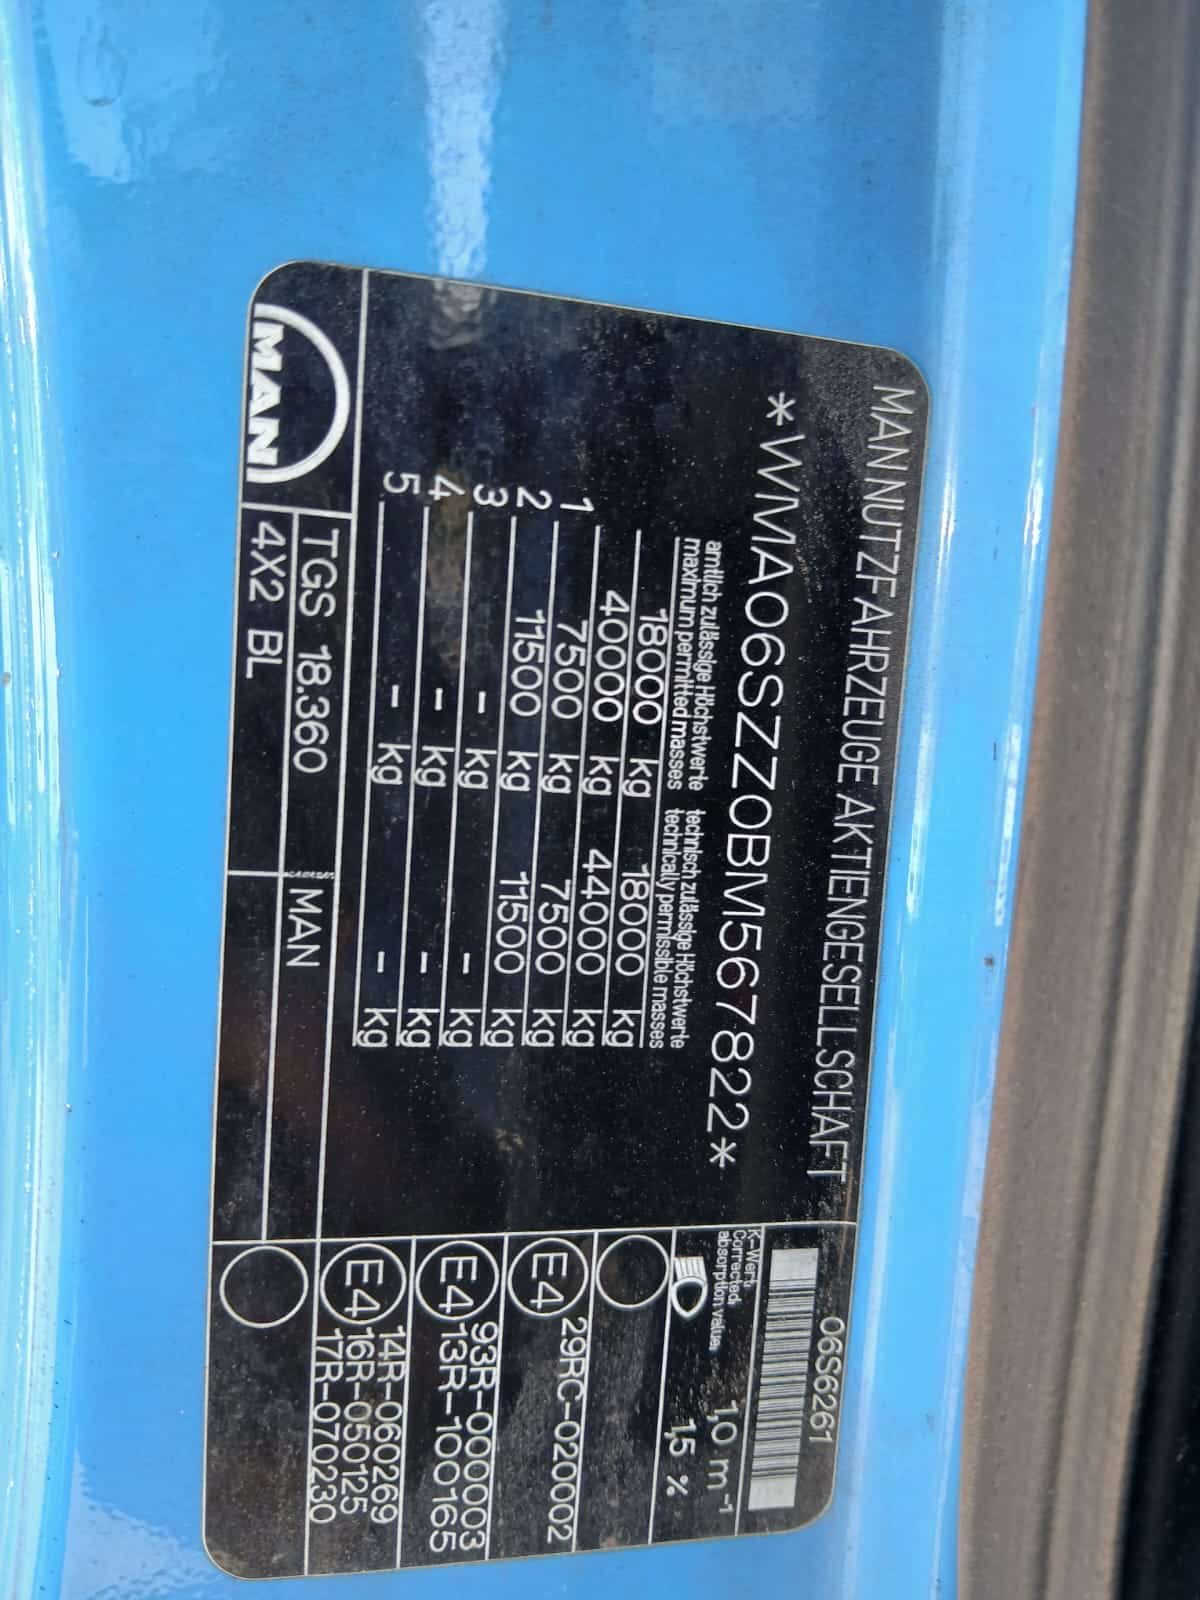 MAN NUTZFAHRZEUGE AKTIENGESELLSCHAFT
*WMA06SZZ0BM567822*
amtlich zulässige Höchstwerte technisch zulässige Höchstwerte
maximum permitted masses technically permissible masses
18000 kg 18000 kg
40000 kg 44000 kg
1 7500 kg 7500 kg
2 11500 kg 11500 kg
3 - kg - kg
4 - kg - kg
5 - kg - kg
MAN TGS 18.360 MAN
4X2 BL
06S6261
K-Wert
Corrected
absorption value 1,0 m⁻¹
1,5 %
E4 29RC-020002
E4 93R-000003
13R-100165
E4 14R-060269
16R-050125
17R-070230